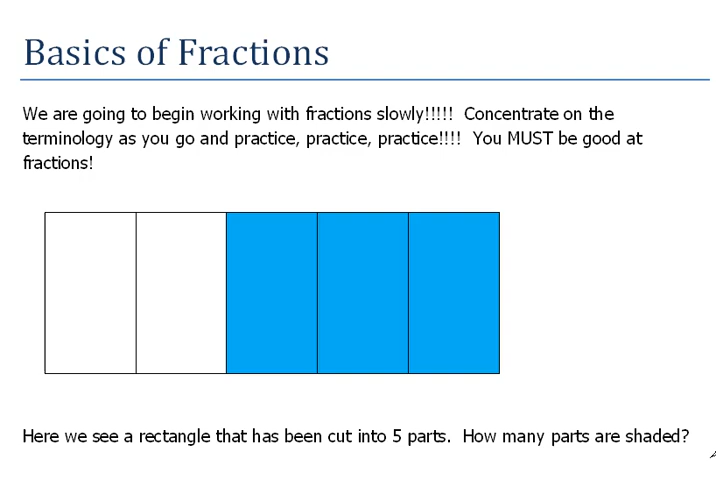 Basics of Fractions
We are going to begin working with fractions slowly!!!!!  Concentrate on the
terminology as you go and practice, practice, practice!!!!  You MUST be good at
fractions!
Here we see a rectangle that has been cut into 5 parts.  How many parts are shaded?